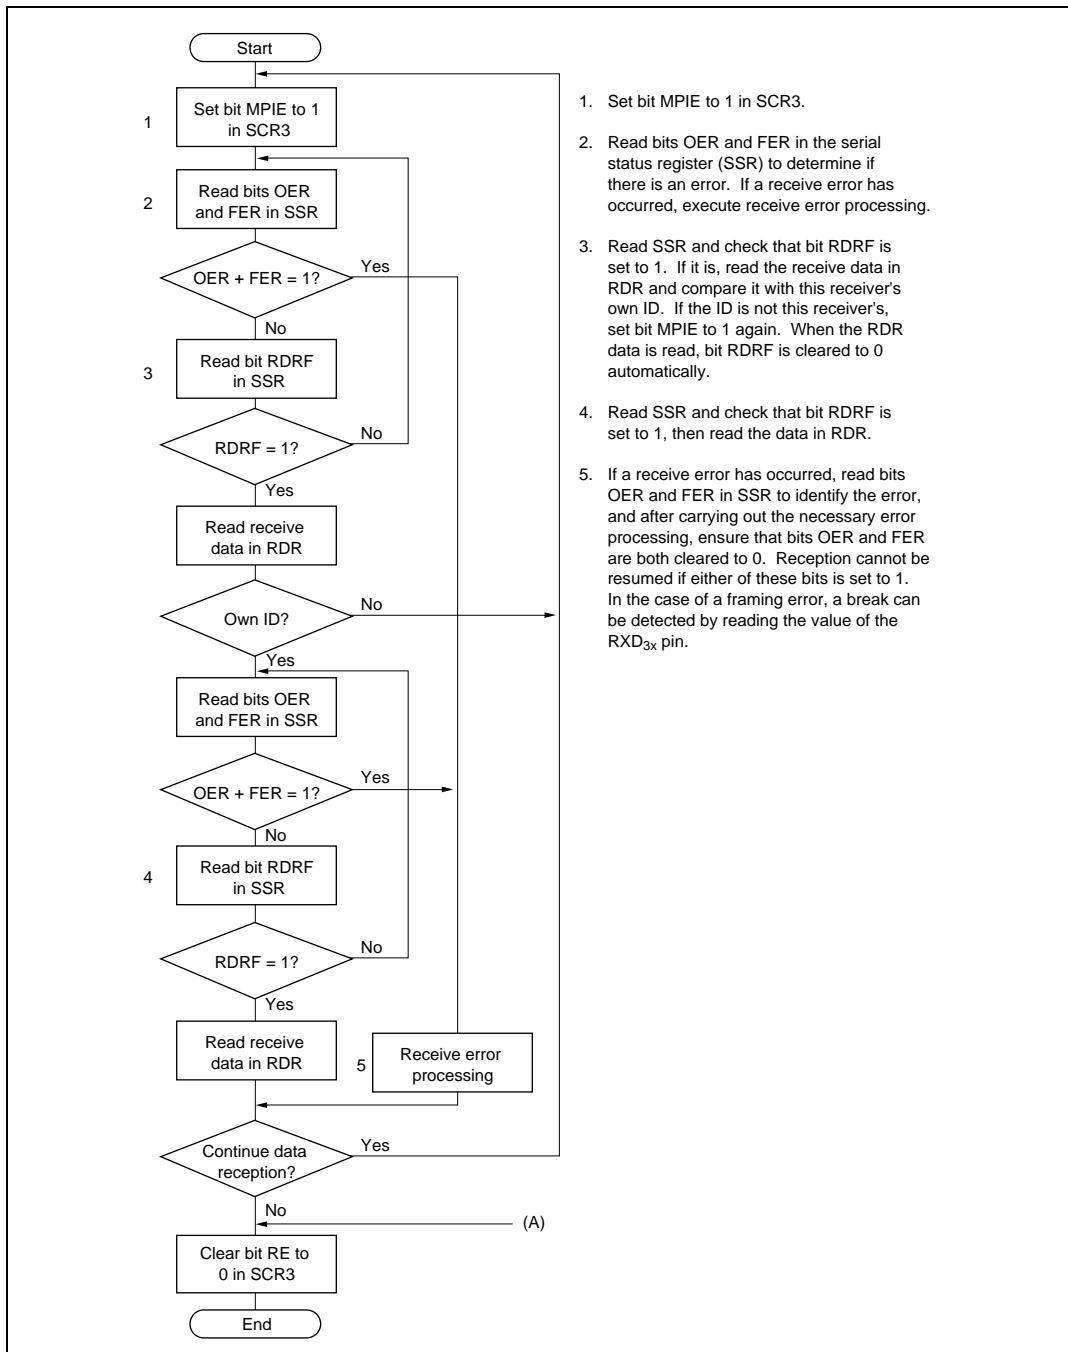 Start
1
Set bit MPIE to 1
in SCR3
2
Read bits OER
and FER in SSR
OER + FER = 1?
Yes
No
3
Read bit RDRF
in SSR
RDRF = 1?
No
Yes
Read receive
data in RDR
Own ID?
No
Yes
Read bits OER
and FER in SSR
OER + FER = 1?
Yes
No
4
Read bit RDRF
in SSR
RDRF = 1?
No
Yes
Read receive
data in RDR
5
Receive error
processing
Continue data
reception?
Yes
No
(A)
Clear bit RE to
0 in SCR3
End
1. Set bit MPIE to 1 in SCR3.
2. Read bits OER and FER in the serial
status register (SSR) to determine if
there is an error. If a receive error has
occurred, execute receive error processing.
3. Read SSR and check that bit RDRF is
set to 1. If it is, read the receive data in
RDR and compare it with this receiver's
own ID. If the ID is not this receiver's,
set bit MPIE to 1 again. When the RDR
data is read, bit RDRF is cleared to 0
automatically.
4. Read SSR and check that bit RDRF is
set to 1, then read the data in RDR.
5. If a receive error has occurred, read bits
OER and FER in SSR to identify the error,
and after carrying out the necessary error
processing, ensure that bits OER and FER
are both cleared to 0. Reception cannot be
resumed if either of these bits is set to 1.
In the case of a framing error, a break can
be detected by reading the value of the
RXD3x pin.